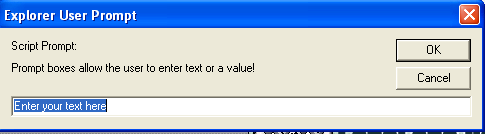 Explorer User Prompt
Script Prompt:
OK
Prompt boxes allow the user to enter text or a value!
Cancel
Enter your text here